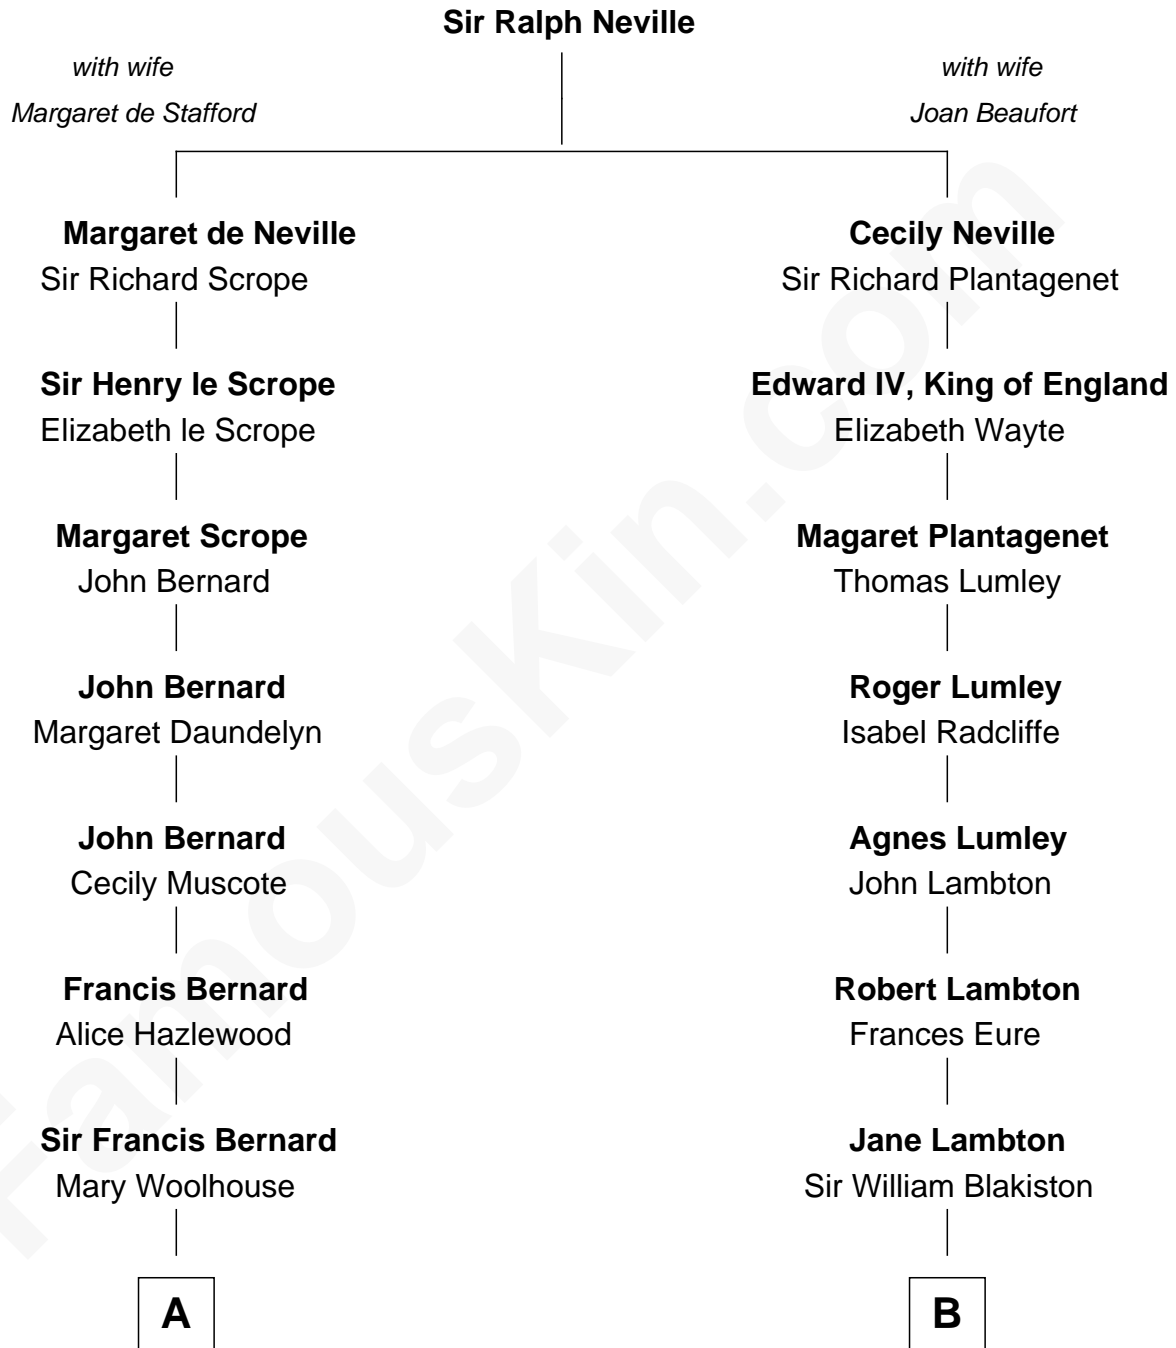 Sir Ralph Neville
with wife
Margaret de Stafford
with wife
Joan Beaufort
Margaret de Neville
Sir Richard Scrope
Cecily Neville
Sir Richard Plantagenet
Sir Henry le Scrope
Elizabeth le Scrope
Edward IV, King of England
Elizabeth Wayte
Margaret Scrope
John Bernard
Magaret Plantagenet
Thomas Lumley
John Bernard
Margaret Daundelyn
Roger Lumley
Isabel Radcliffe
John Bernard
Cecily Muscote
Agnes Lumley
John Lambton
Francis Bernard
Alice Hazlewood
Robert Lambton
Frances Eure
Sir Francis Bernard
Mary Woolhouse
Jane Lambton
Sir William Blakiston
A
B
FamousKin.com